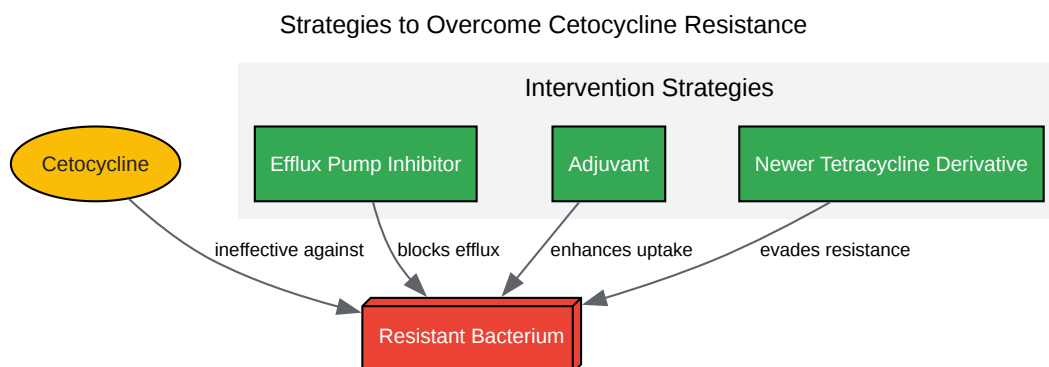 Strategies to Overcome Cetocycline Resistance
Intervention Strategies
Cetocycline
Efflux Pump Inhibitor
Adjuvant
Newer Tetracycline Derivative
ineffective against
blocks efflux
enhances uptake
evades resistance
Resistant Bacterium